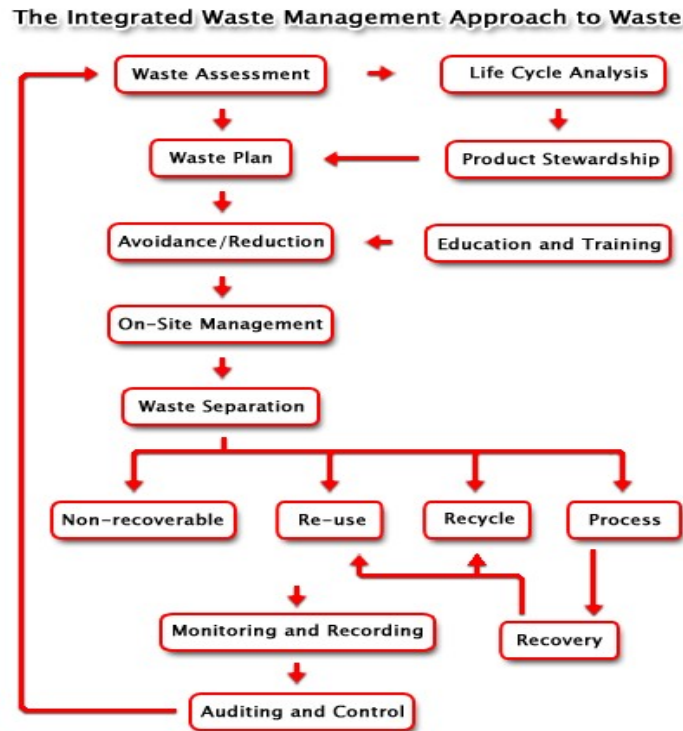 The Integrated Waste Management Approach to Waste
Waste Assessment
Life Cycle Analysis
Waste Plan
Product Stewardship
Avoidance/Reduction
Education and Training
On-Site Management
Waste Separation
Non-recoverable
Re-use
Recycle
Process
Monitoring and Recording
Recovery
Auditing and Control